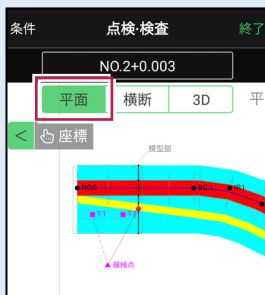 条件 点検·検査 終了
NO.2+0.003
平面 横断 3D 平
< 座標
模型部
NO.0 BC.1 IP.1
T-1 T-2
器械点